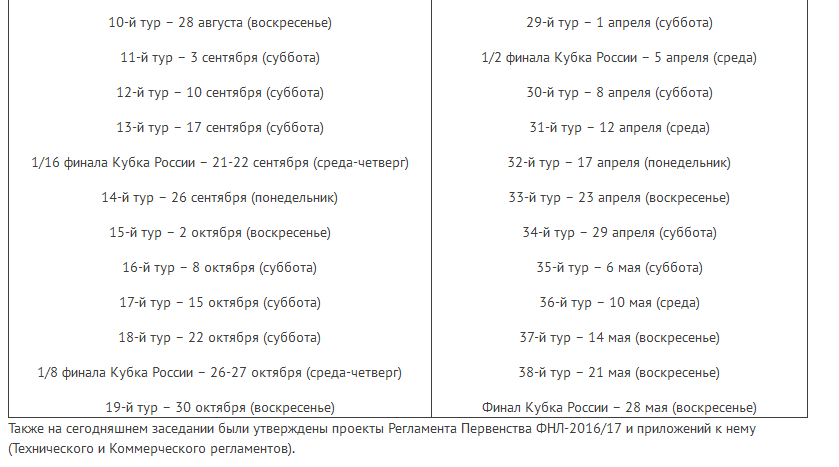 10-й тур – 28 августа (воскресенье)
11-й тур – 3 сентября (суббота)
12-й тур – 10 сентября (суббота)
13-й тур – 17 сентября (суббота)
1/16 финала Кубка России – 21-22 сентября (среда-четверг)
14-й тур – 26 сентября (понедельник)
15-й тур – 2 октября (воскресенье)
16-й тур – 8 октября (суббота)
17-й тур – 15 октября (суббота)
18-й тур – 22 октября (суббота)
1/8 финала Кубка России – 26-27 октября (среда-четверг)
19-й тур – 30 октября (воскресенье)
29-й тур – 1 апреля (суббота)
1/2 финала Кубка России – 5 апреля (среда)
30-й тур – 8 апреля (суббота)
31-й тур – 12 апреля (среда)
32-й тур – 17 апреля (понедельник)
33-й тур – 23 апреля (воскресенье)
34-й тур – 29 апреля (суббота)
35-й тур – 6 мая (суббота)
36-й тур – 10 мая (среда)
37-й тур – 14 мая (воскресенье)
38-й тур – 21 мая (воскресенье)
Финал Кубка России – 28 мая (воскресенье)
Также на сегодняшнем заседании были утверждены проекты Регламента Первенства ФНЛ-2016/17 и приложений к нему
(Технического и Коммерческого регламентов).